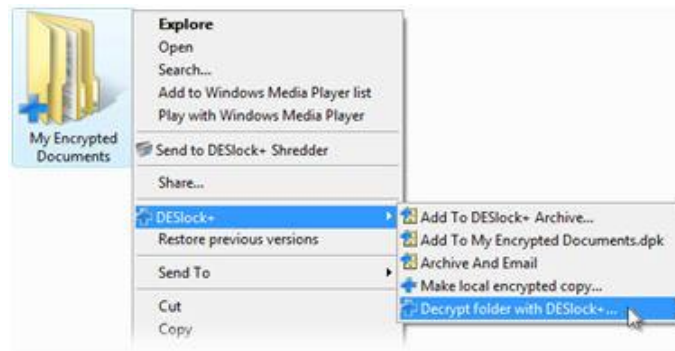 My Encrypted
Documents
Explore
Open
Search...
Add to Windows Media Player list
Play with Windows Media Player
Send to DESlock+ Shredder
Share...
DESlock+
Restore previous versions
Send To
Cut
Copy
Add To DESlock+ Archive...
Add To My Encrypted Documents.dpk
Archive And Email
Make local encrypted copy...
Decrypt folder with DESlock+...